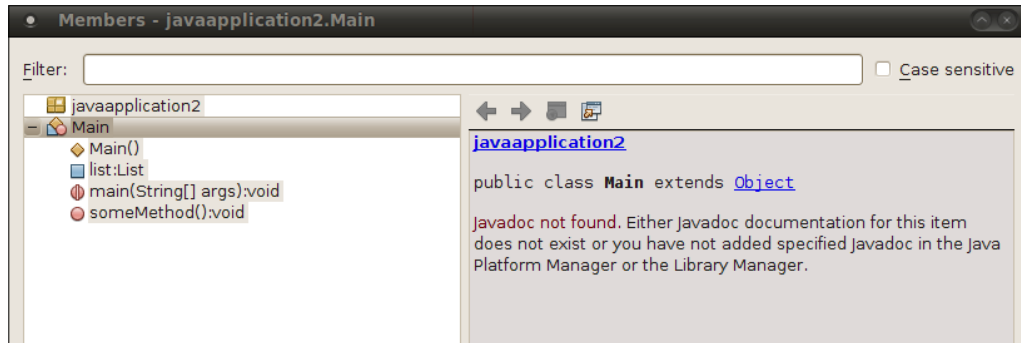 Members - javaapplication2.Main
Filter:
Case sensitive
javaapplication2
Main
Main()
list:List
main(String[] args):void
someMethod():void
javaapplication2
public class Main extends Object
Javadoc not found. Either Javadoc documentation for this item
does not exist or you have not added specified Javadoc in the Java
Platform Manager or the Library Manager.